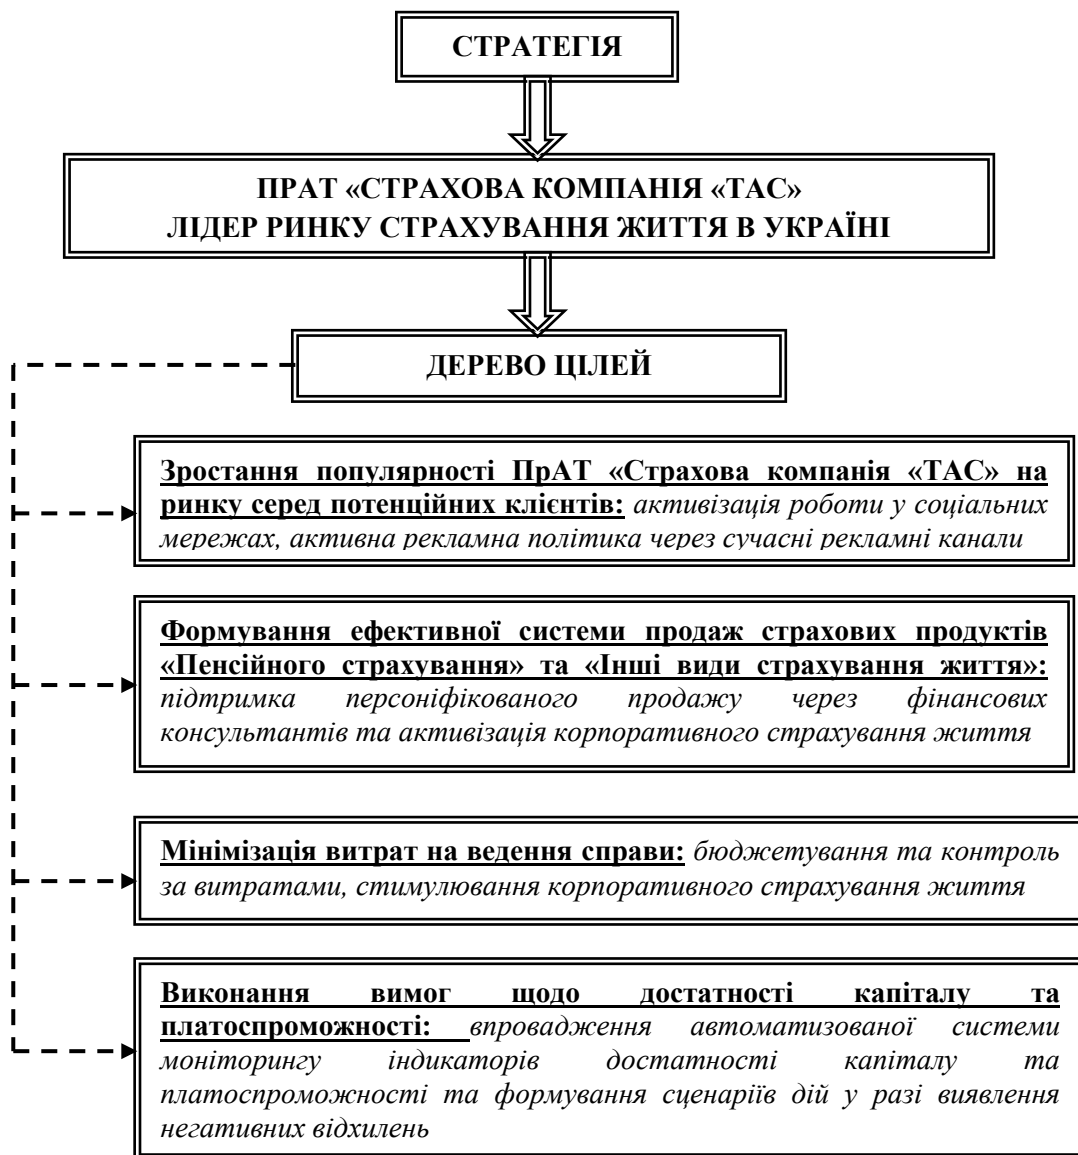 СТРАТЕГІЯ
ПРАТ «СТРАХОВА КОМПАНІЯ «ТАС»
ЛІДЕР РИНКУ СТРАХУВАННЯ ЖИТТЯ В УКРАЇНІ
ДЕРЕВО ЦІЛЕЙ
Зростання популярності ПрАТ «Страхова компанія «ТАС» на
ринку серед потенційних клієнтів: активізація роботи у соціальних
мережах, активна рекламна політика через сучасні рекламні канали
Формування ефективної системи продаж страхових продуктів
«Пенсійного страхування» та «Інші види страхування життя»:
підтримка персоніфікованого продажу через фінансових
консультантів та активізація корпоративного страхування життя
Мінімізація витрат на ведення справи: бюджетування та контроль
за витратами, стимулювання корпоративного страхування життя
Виконання вимог щодо достатності капіталу та
платоспроможності: впровадження автоматизованої системи
моніторингу індикаторів достатності капіталу та
платоспроможності та формування сценаріїв дій у разі виявлення
негативних відхилень